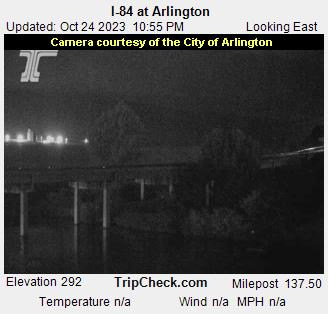 I-84 at Arlington
Updated: Oct 24 2023 10:55 PM Looking East
Camera courtesy of the City of Arlington
Elevation 292 TripCheck.com Milepost 137.50
Temperature n/a Wind n/a MPH n/a